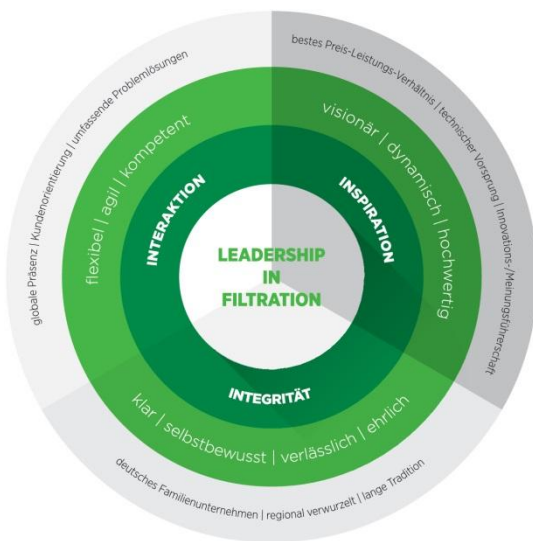 LEADERSHIP
IN
FILTRATION
INTERAKTION
INSPIRATION
INTEGRITÄT
flexibel | agil | kompetent
visionär | dynamisch | hochwertig
klar | selbstbewusst | verlässlich | ehrlich
globale Präsenz | Kundenorientierung | umfassende Problemlösungen
bestes Preis-Leistungs-Verhältnis | technischer Vorsprung | Innovations-/Meinungsführerschaft
deutsches Familienunternehmen | regional verwurzelt | lange Tradition